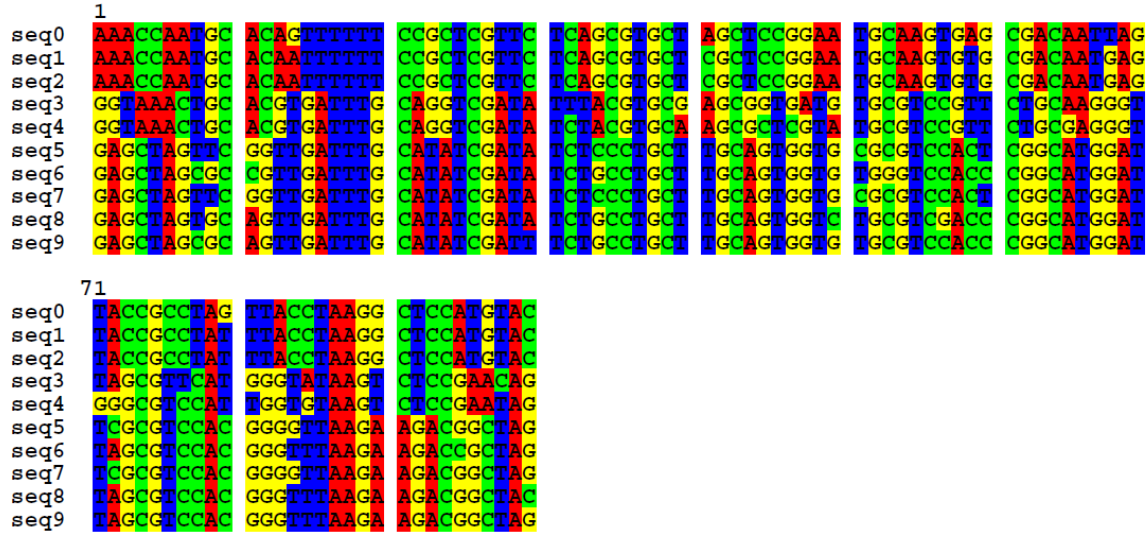 1
seq0 AAACCAATGC ACAGTTTTTT CCGCTCGTTC TCAGCGTGCT AGCTCCGGAA TGCAAGTGAG CGACAATTAG
seq1 AAACCAATGC ACAATTTTTT CCGCTCGTTC TCAGCGTGCT CGCTCCGGAA TGCAAGTGTG CGACAATGAG
seq2 AAACCAATGC ACAATTTTTT CCGCTCGTTC TCAGCGTGCT CGCTCCGGAA TGCAAGTGTG CGACAATGAG
seq3 GGTAAACTGC ACGTGATTTG CAGGTCGATA TTTACGTGCG AGCGGTGATG TGCGTCCGTT CTGCAAGGGT
seq4 GGTAAACTGC ACGTGATTTG CAGGTCGATA TCTACGTGCA AGCGCTCGTA TGCGTCCGTT CTGCGAGGGT
seq5 GAGCTAGTTC GGTTGATTTG CATATCGATA TCTCCCTGCT TGCAGTGGTG CGCGTCCACT CGGCATGGAT
seq6 GAGCTAGCGC CGTTGATTTG CATATCGATA TCTGCCTGCT TGCAGTGGTG TGGGTCCACC CGGCATGGAT
seq7 GAGCTAGTTC GGTTGATTTG CATATCGATA TCTCCCTGCT TGCAGTGGTG CGCGTCCACT CGGCATGGAT
seq8 GAGCTAGTGC AGTTGATTTG CATATCGATA TCTGCCTGCT TGCAGTGGTC TGCGTCGACC CGGCATGGAT
seq9 GAGCTAGCGC AGTTGATTTG CATATCGATT TCTGCCTGCT TGCAGTGGTG TGCGTCCACC CGGCATGGAT
71
seq0 TACCGCCTAG TTACCTAAGG CTCCATGTAC
seq1 TACCGCCTAT TTACCTAAGG CTCCATGTAC
seq2 TACCGCCTAT TTACCTAAGG CTCCATGTAC
seq3 TAGCGTTCAT GGGTATAAGT CTCCGAACAG
seq4 GGGCGTCCAT TGGTGTAAGT CTCCGAATAG
seq5 TCGCGTCCAC GGGGTTAAGA AGACGGCTAG
seq6 TAGCGTCCAC GGGTTTAAGA AGACCGCTAG
seq7 TCGCGTCCAC GGGGTTAAGA AGACGGCTAG
seq8 TAGCGTCCAC GGGTTTAAGA AGACGGCTAC
seq9 TAGCGTCCAC GGGTTTAAGA AGACGGCTAG